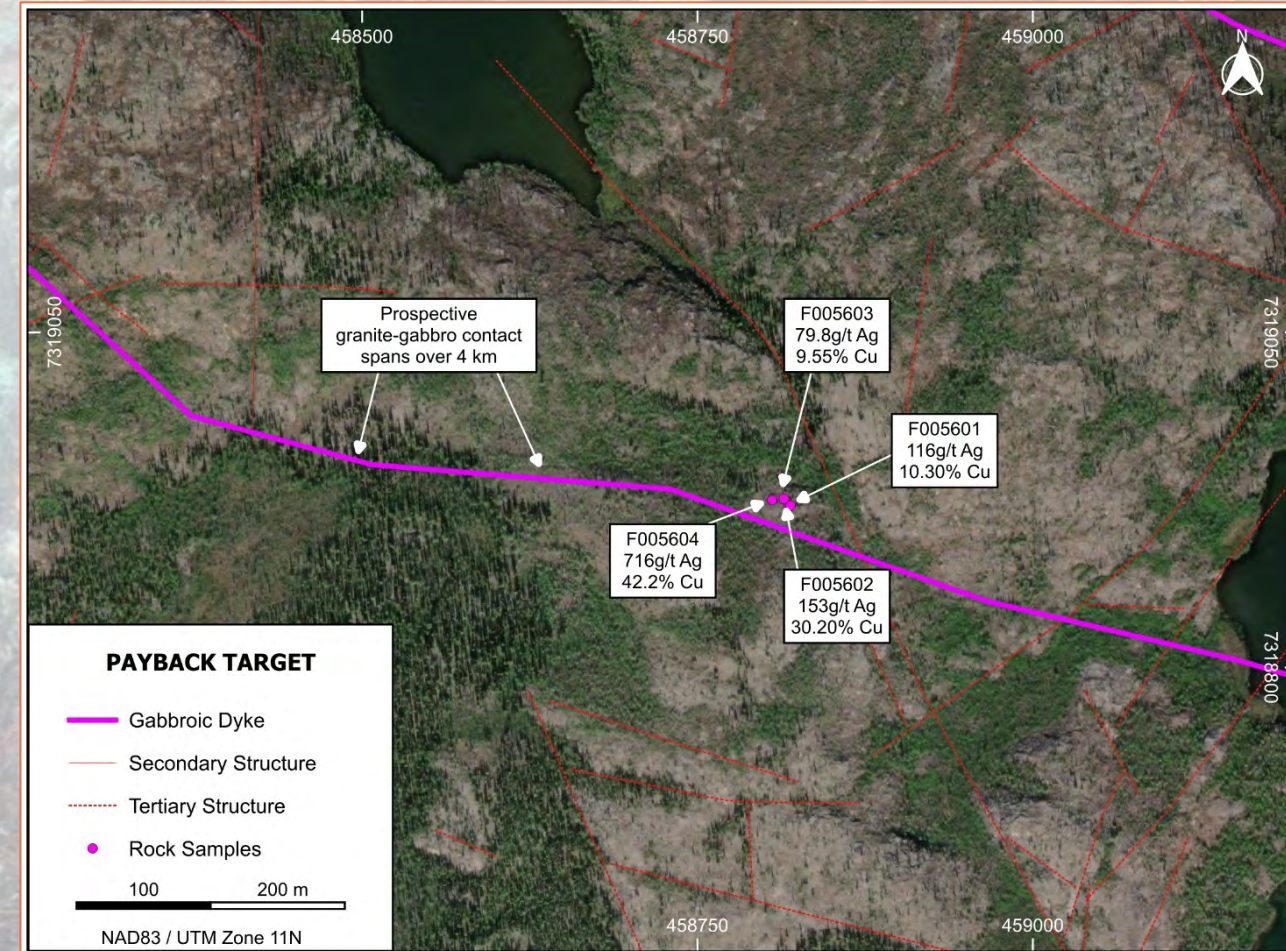 458500
458750
459000
N
7319050
7319050
Prospective
granite-gabbro contact
spans over 4 km
F005603
79.8g/t Ag
9.55% Cu
F005601
116g/t Ag
10.30% Cu
F005604
716g/t Ag
42.2% Cu
F005602
153g/t Ag
30.20% Cu
7318800
PAYBACK TARGET
Gabbroic Dyke
Secondary Structure
Tertiary Structure
Rock Samples
100 200 m
NAD83 / UTM Zone 11N
458750
459000